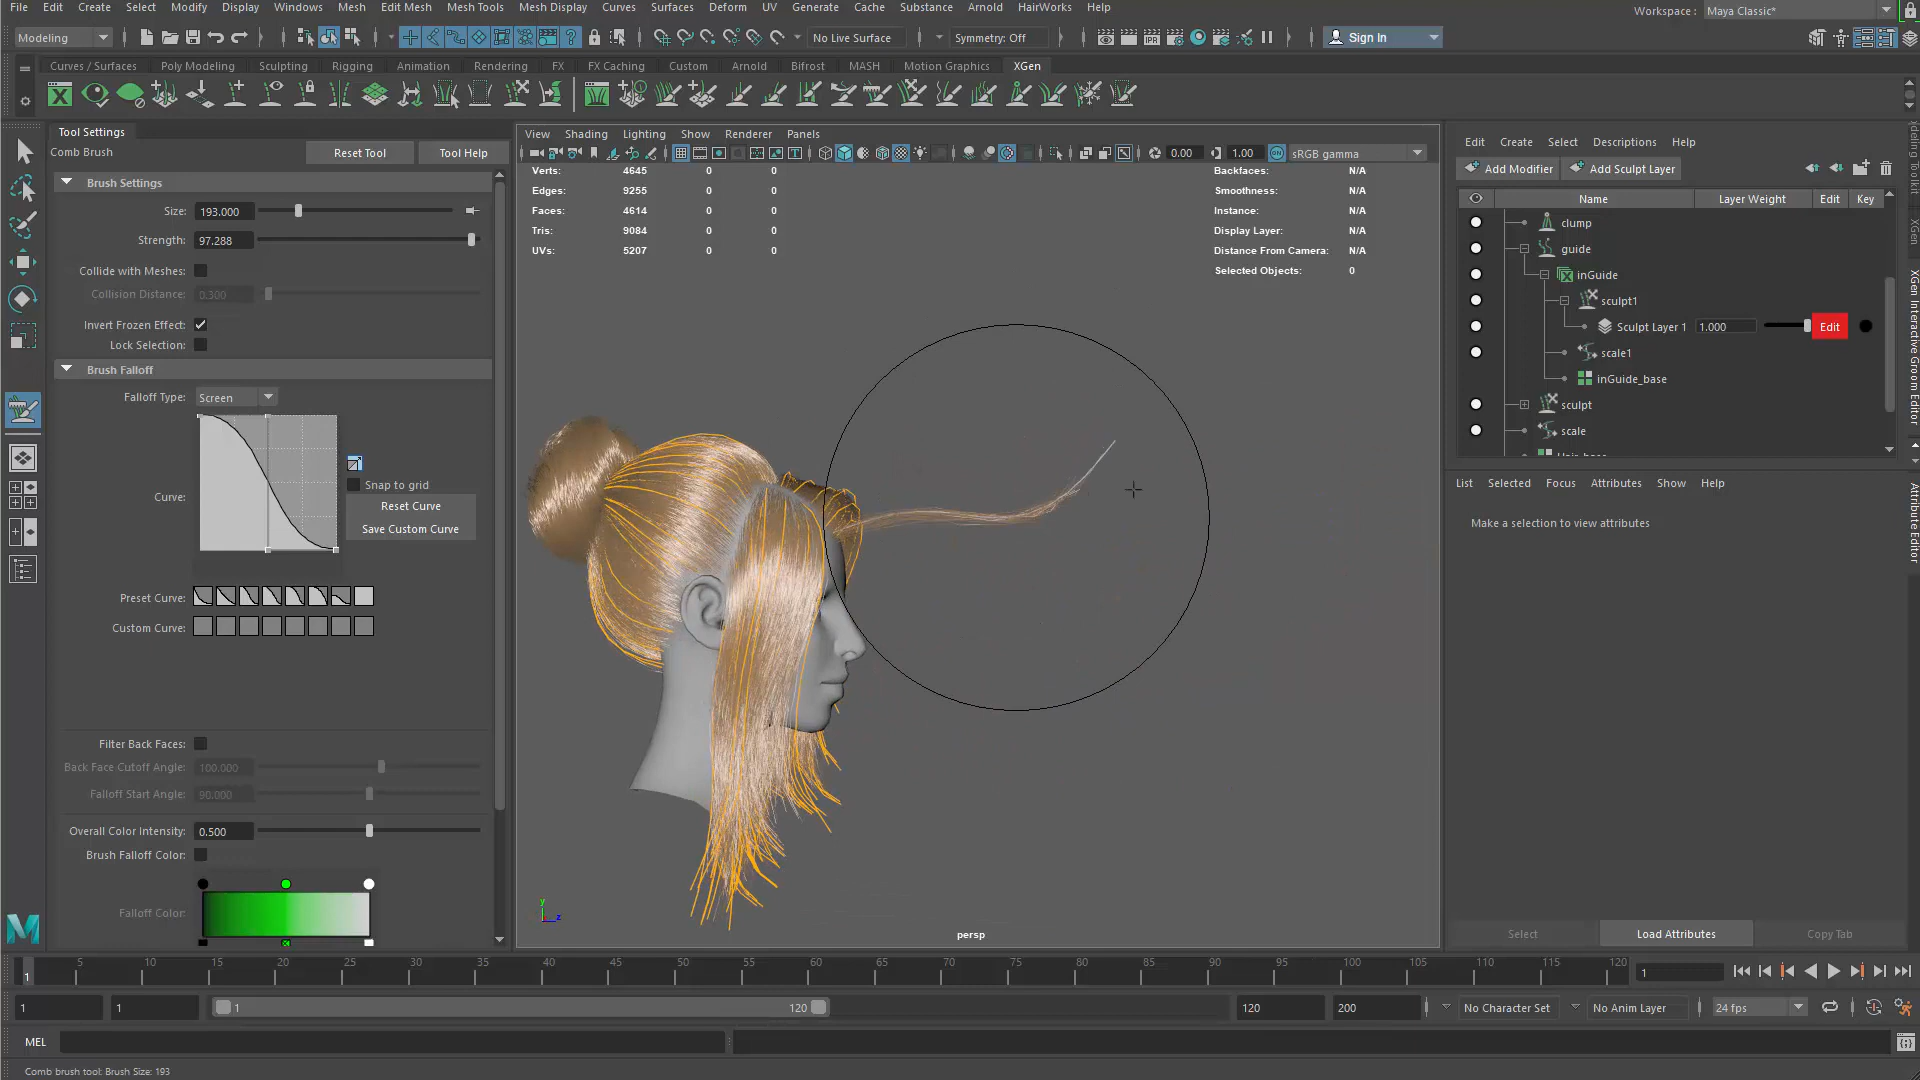 File Edit Create Select Modify Display Windows Mesh Edit Mesh Mesh Tools Mesh Display Curves Surfaces Deform UV Generate Cache Substance Arnold HairWorks Help
Workspace : Maya Classic*
Modeling No Live Surface Symmetry: Off Sign In
Curves / Surfaces Poly Modeling Sculpting Rigging Animation Rendering FX FX Caching Custom Arnold Bifrost MASH Motion Graphics XGen
Tool Settings
Comb Brush Reset Tool Tool Help
Brush Settings
Size: 193.000
Strength: 97.288
Collide with Meshes:
Collision Distance: 0.300
Invert Frozen Effect:
Lock Selection:
Brush Falloff
Falloff Type: Screen
Curve:
Snap to grid
Reset Curve
Save Custom Curve
Preset Curve:
Custom Curve:
Filter Back Faces:
Back Face Cutoff Angle: 100.000
Falloff Start Angle: 90.000
Overall Color Intensity: 0.500
Brush Falloff Color:
Falloff Color:
View Shading Lighting Show Renderer Panels
0.00 1.00 ON sRGB gamma
Verts: 4645 0 0
Edges: 9255 0 0
Faces: 4614 0 0
Tris: 9084 0 0
UVs: 5207 0 0
Backfaces: N/A
Smoothness: N/A
Instance: N/A
Display Layer: N/A
Distance From Camera: N/A
Selected Objects: 0
y
z
persp
Edit Create Select Descriptions Help
Add Modifier Add Sculpt Layer
Name Layer Weight Edit Key
clump
guide
inGuide
sculpt1
Sculpt Layer 1 1.000 Edit
scale1
inGuide_base
sculpt
scale
List Selected Focus Attributes Show Help
Make a selection to view attributes
Select Load Attributes Copy Tab
XGen
XGen Interactive Groom Editor
Attribute Editor
1 5 10 15 20 25 30 35 40 45 50 55 60 65 70 75 80 85 90 95 100 105 110 115 120 1
1 1 1 120 120 200 No Character Set No Anim Layer 24 fps
MEL
Comb brush tool: Brush Size: 193